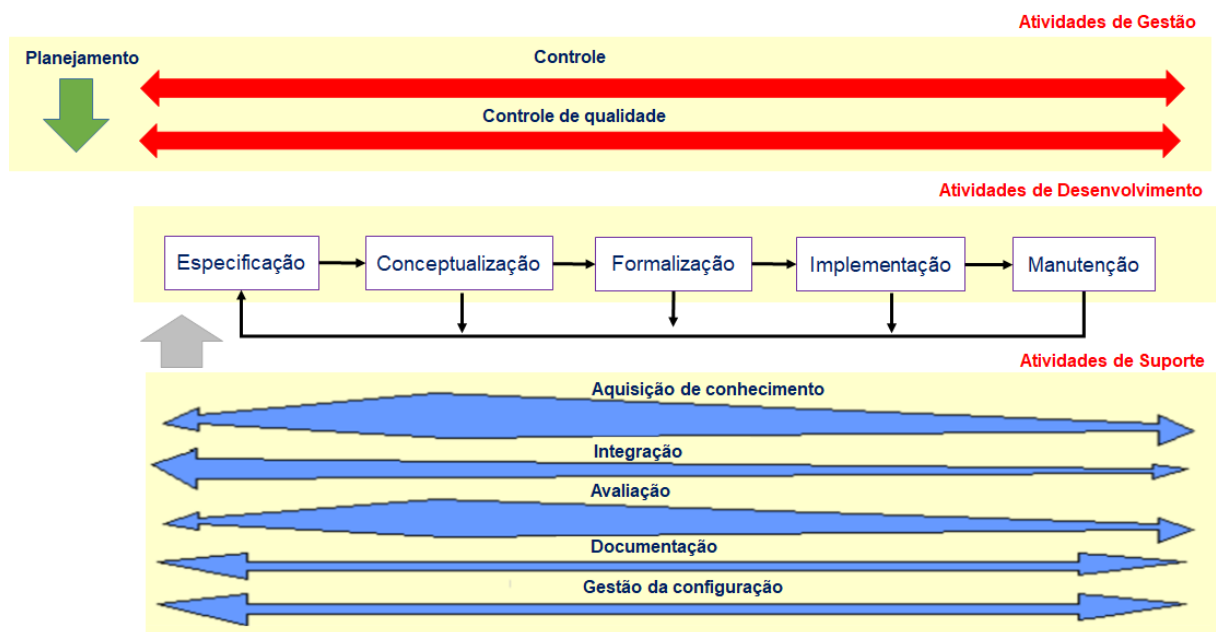 Atividades de Gestão
Planejamento
Controle
Controle de qualidade
Atividades de Desenvolvimento
Especificação
Conceptualização
Formalização
Implementação
Manutenção
Atividades de Suporte
Aquisição de conhecimento
Integração
Avaliação
Documentação
Gestão da configuração